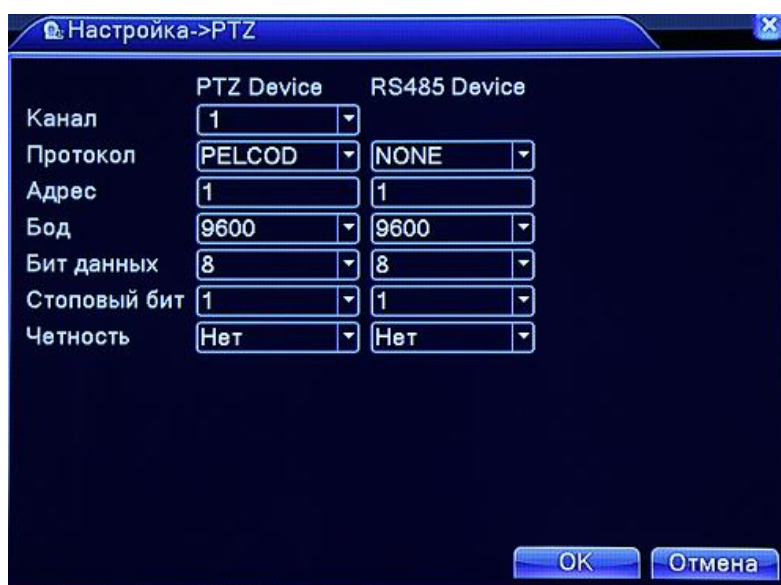 Настройка->PTZ
PTZ Device RS485 Device
Канал 1
Протокол PELCOD NONE
Адрес 1 1
Бод 9600 9600
Бит данных 8 8
Стоповый бит 1 1
Четность Нет Нет
OK Отмена